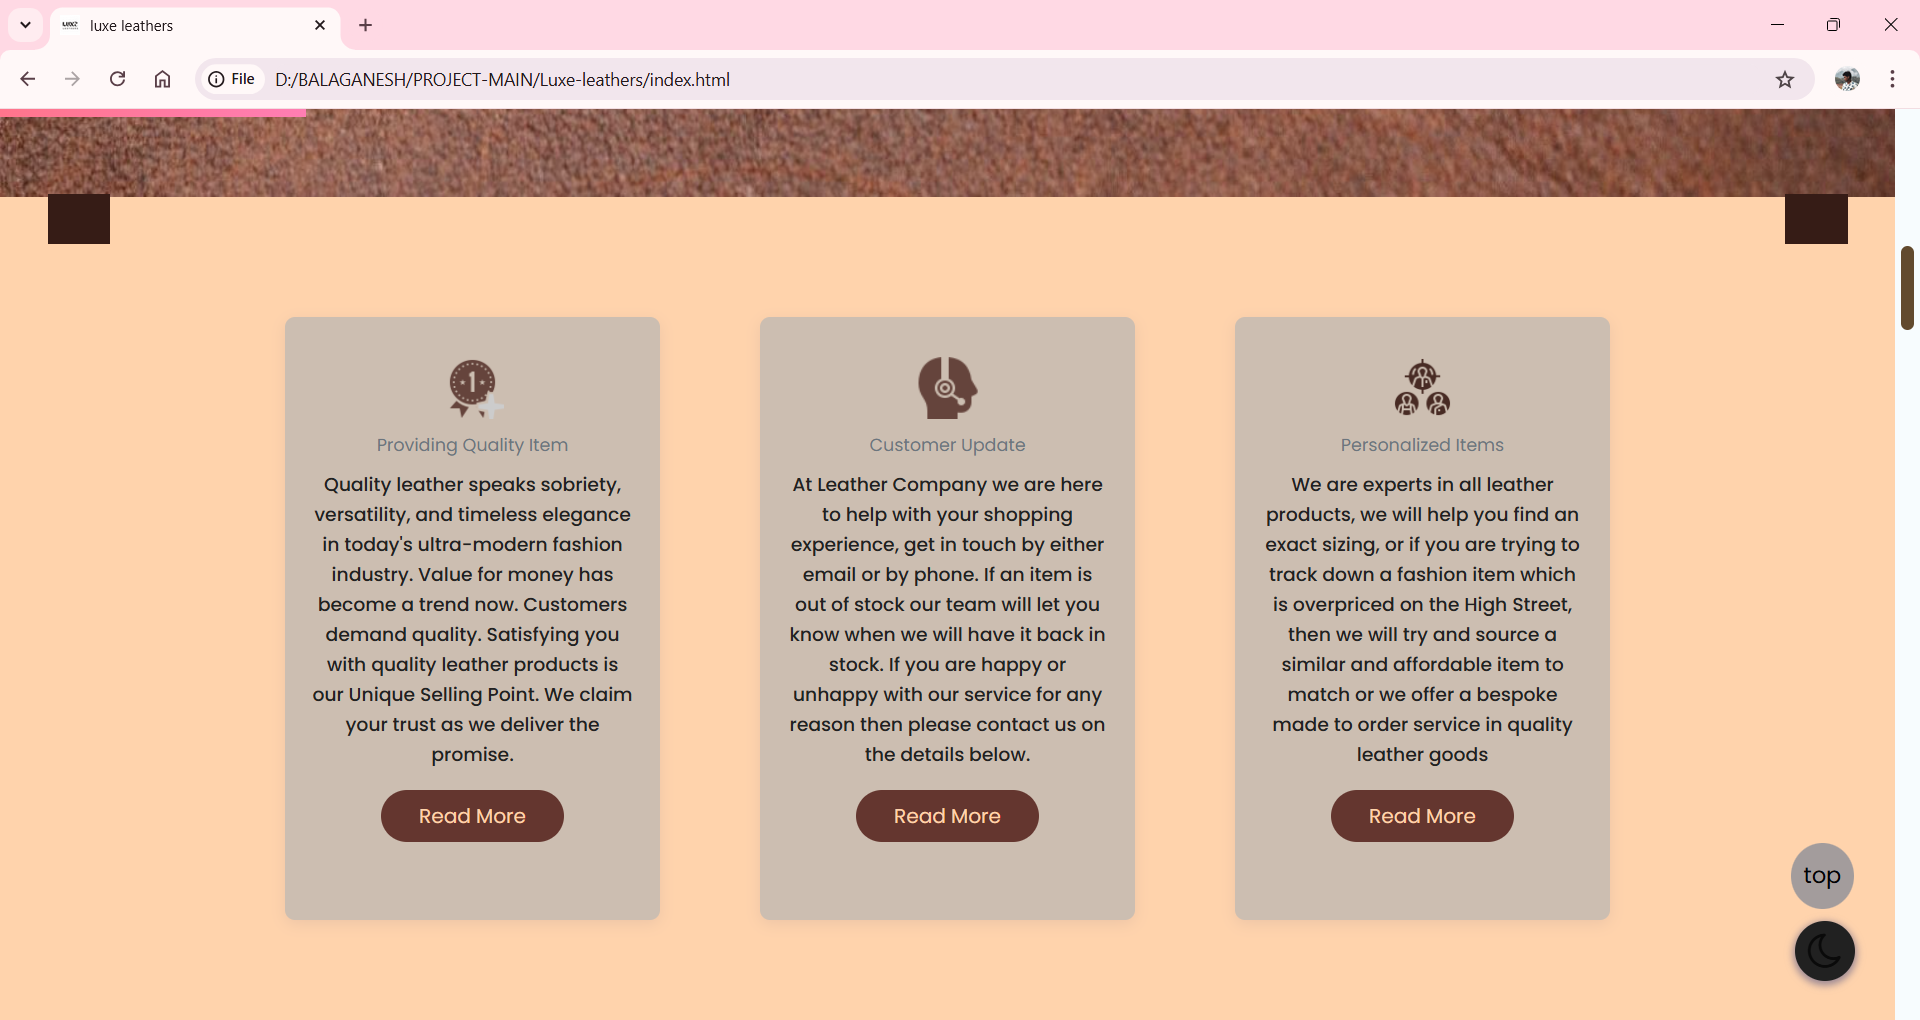 luxe leathers
File
D:/BALAGANESH/PROJECT-MAIN/Luxe-leathers/index.html
1
Providing Quality Item
Quality leather speaks sobriety,
versatility, and timeless elegance
in today's ultra-modern fashion
industry. Value for money has
become a trend now. Customers
demand quality. Satisfying you
with quality leather products is
our Unique Selling Point. We claim
your trust as we deliver the
promise.
Read More
Customer Update
At Leather Company we are here
to help with your shopping
experience, get in touch by either
email or by phone. If an item is
out of stock our team will let you
know when we will have it back in
stock. If you are happy or
unhappy with our service for any
reason then please contact us on
the details below.
Read More
Personalized Items
We are experts in all leather
products, we will help you find an
exact sizing, or if you are trying to
track down a fashion item which
is overpriced on the High Street,
then we will try and source a
similar and affordable item to
match or we offer a bespoke
made to order service in quality
leather goods
Read More
top